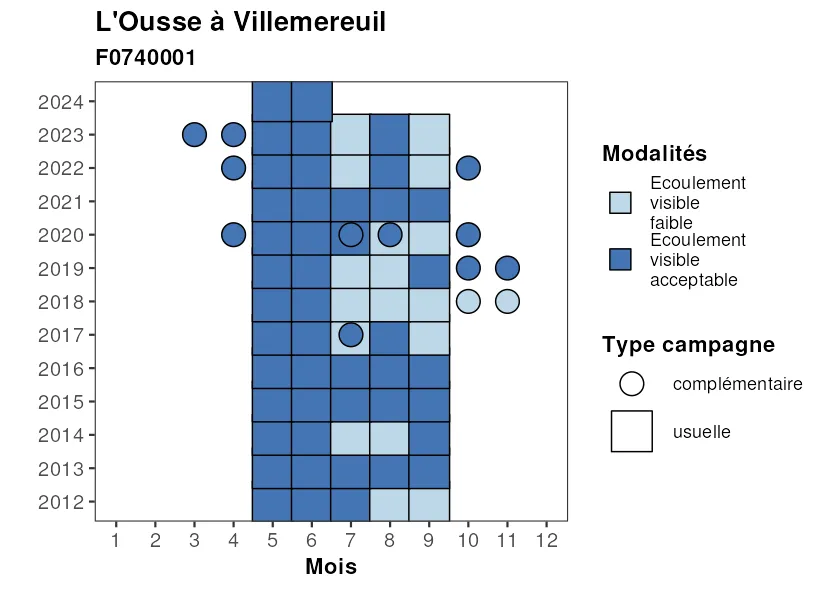 L'Ousse à Villemereuil
F0740001
2024
2023
2022
2021
2020
2019
2018
2017
2016
2015
2014
2013
2012
1 2 3 4 5 6 7 8 9 10 11 12
Mois
Modalités
Ecoulement
visible
faible
Ecoulement
visible
acceptable
Type campagne
complémentaire
usuelle